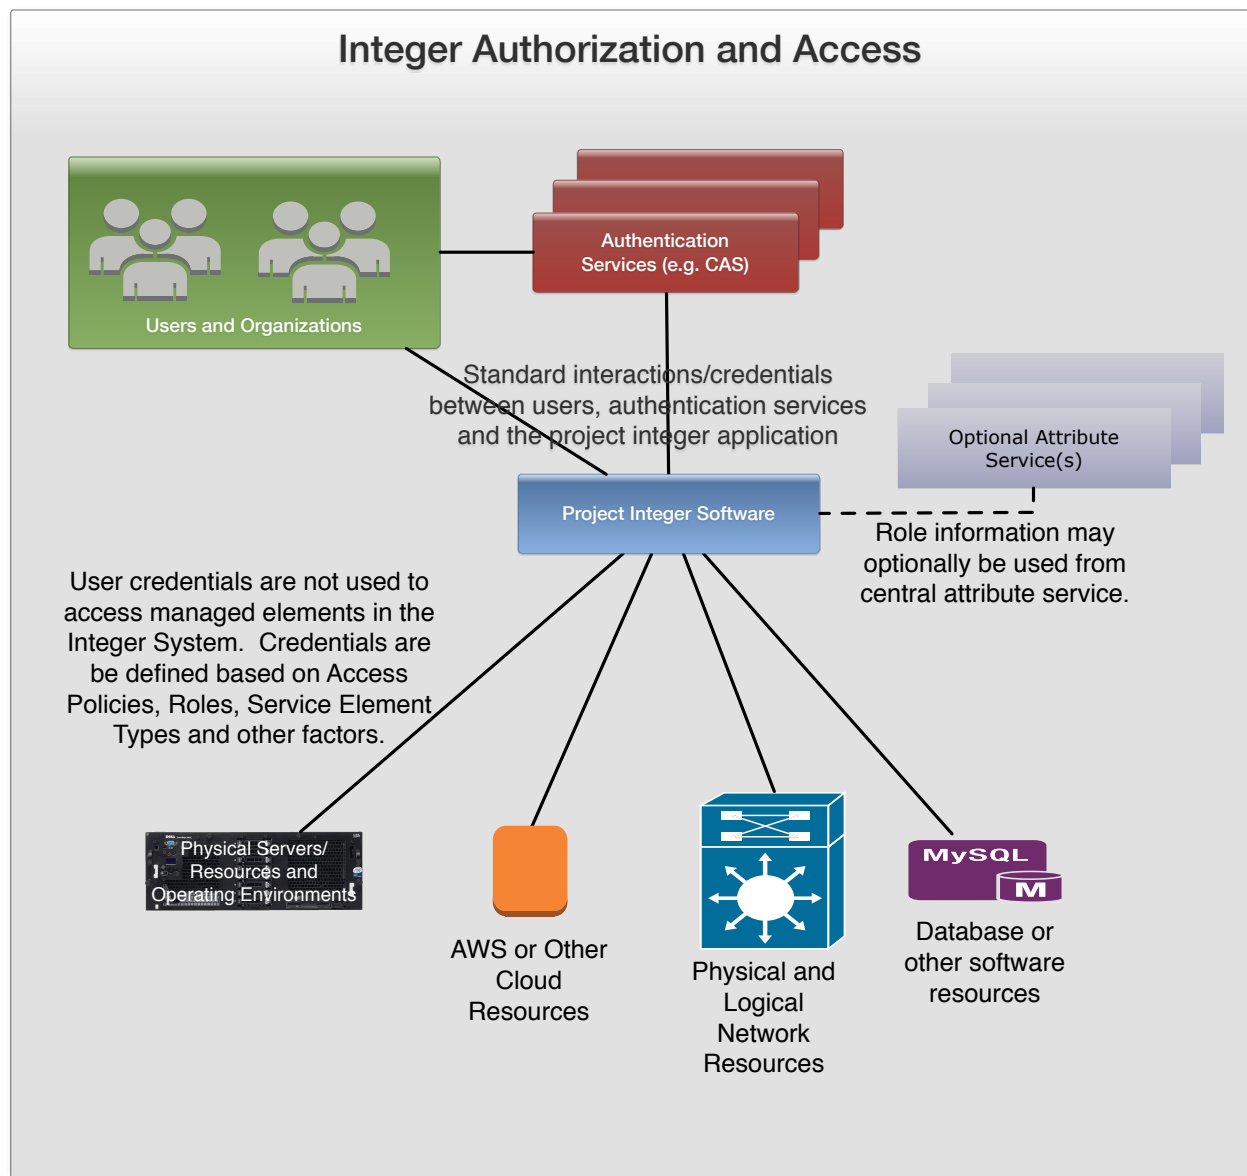 Integer Authorization and Access
Authentication
Services (e.g. CAS)
Users and Organizations
Standard interactions/credentials
between users, authentication services
and the project integer application
Optional Attribute
Service(s)
Project Integer Software
Role information may
optionally be used from
central attribute service.
User credentials are not used to
access managed elements in the
Integer System.  Credentials are
be defined based on Access
Policies, Roles, Service Element
Types and other factors.
DELL
Physical Servers/
Resources and
Operating Environments
MySQL
M
AWS or Other
Cloud
Resources
Physical and
Logical
Network
Resources
Database or
other software
resources